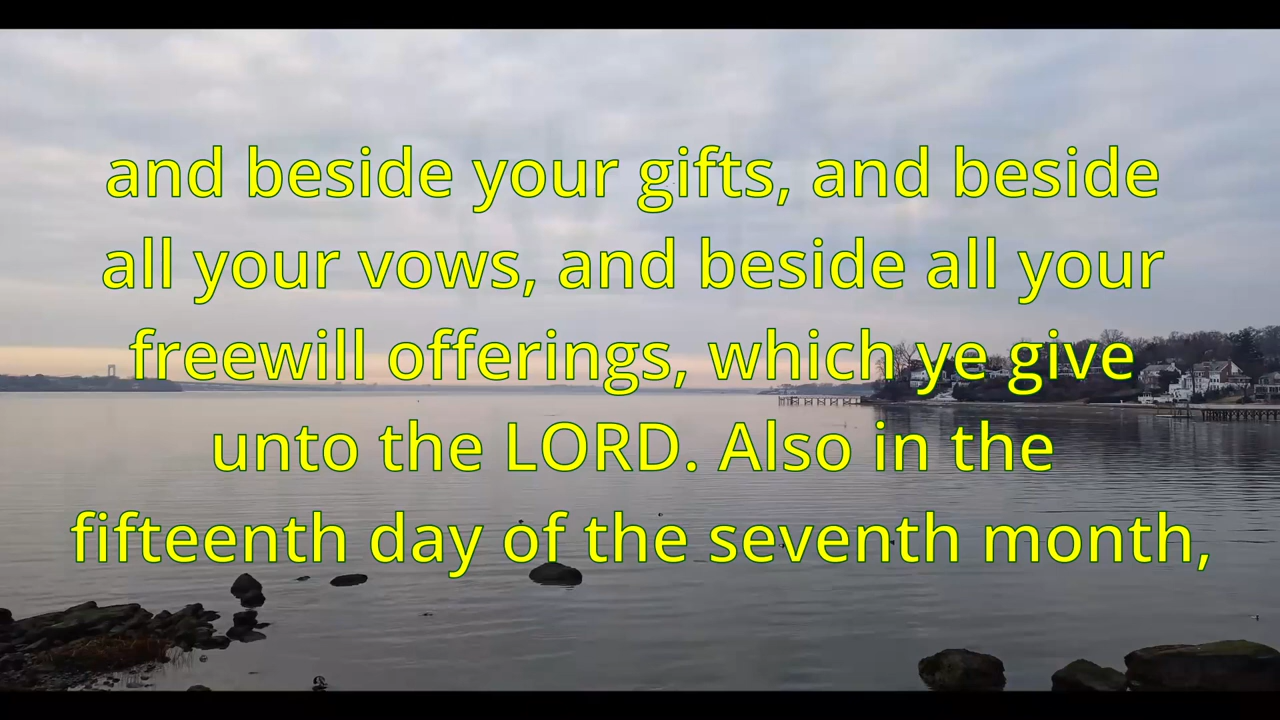 and beside your gifts, and beside
all your vows, and beside all your
freewill offerings, which ye give
unto the LORD. Also in the
fifteenth day of the seventh month,